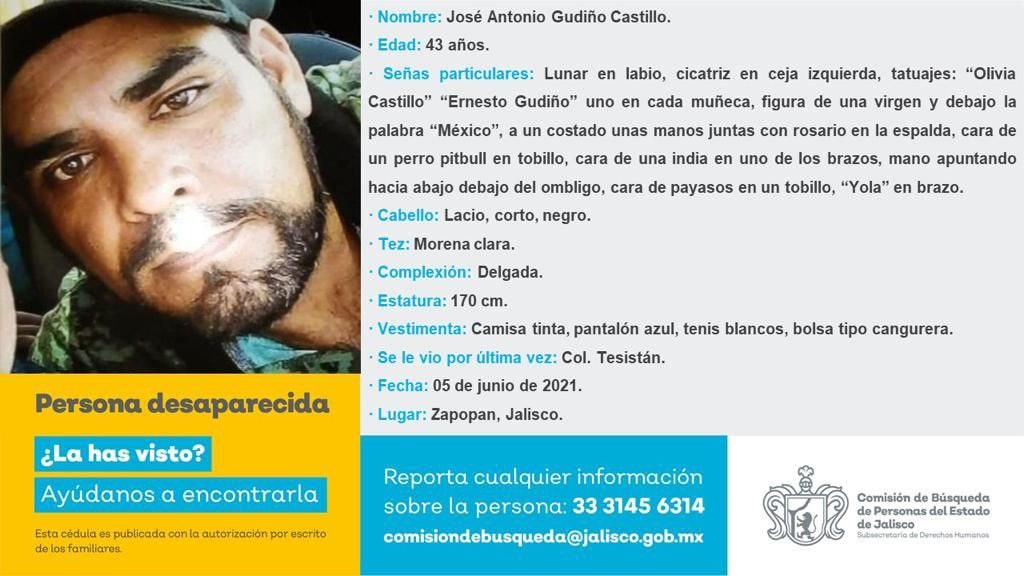 · Nombre: José Antonio Gudiño Castillo.
· Edad: 43 años.
· Señas particulares: Lunar en labio, cicatriz en ceja izquierda, tatuajes: “Olivia
Castillo” “Ernesto Gudiño” uno en cada muñeca, figura de una virgen y debajo la
palabra “México”, a un costado unas manos juntas con rosario en la espalda, cara de
un perro pitbull en tobillo, cara de una india en uno de los brazos, mano apuntando
hacia abajo debajo del ombligo, cara de payasos en un tobillo, “Yola” en brazo.
· Cabello: Lacio, corto, negro.
· Tez: Morena clara.
· Complexión: Delgada.
· Estatura: 170 cm.
· Vestimenta: Camisa tinta, pantalón azul, tenis blancos, bolsa tipo cangurera.
· Se le vio por última vez: Col. Tesistán.
· Fecha: 05 de junio de 2021.
· Lugar: Zapopan, Jalisco.
Persona desaparecida
¿La has visto?
Ayúdanos a encontrarla
Esta cédula es publicada con la autorización por escrito
de los familiares.
Reporta cualquier información
sobre la persona: 33 3145 6314
comisiondebusqueda@jalisco.gob.mx
Comisión de Búsqueda
de Personas del Estado
de Jalisco
Subsecretaría de Derechos Humanos